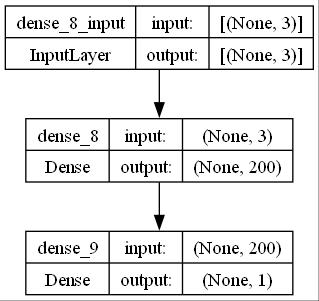 dense_8_input input: [(None, 3)]
InputLayer output: [(None, 3)]
dense_8 input: (None, 3)
Dense output: (None, 200)
dense_9 input: (None, 200)
Dense output: (None, 1)